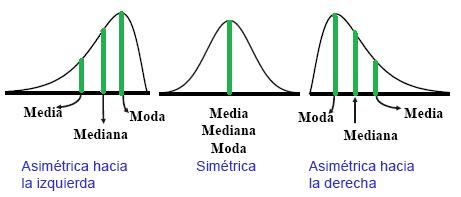 Media
Mediana
Moda
Asimétrica hacia
la izquierda
Media
Mediana
Moda
Simétrica
Moda
Mediana
Media
Asimétrica hacia
la derecha